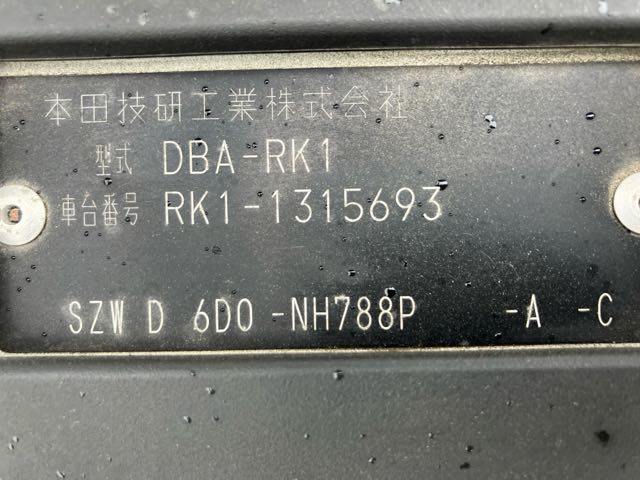 本田技研工業株式会社
型式 DBA-RK1
車台番号 RK1-1315693
SZW D 6D0 -NH788P -A -C